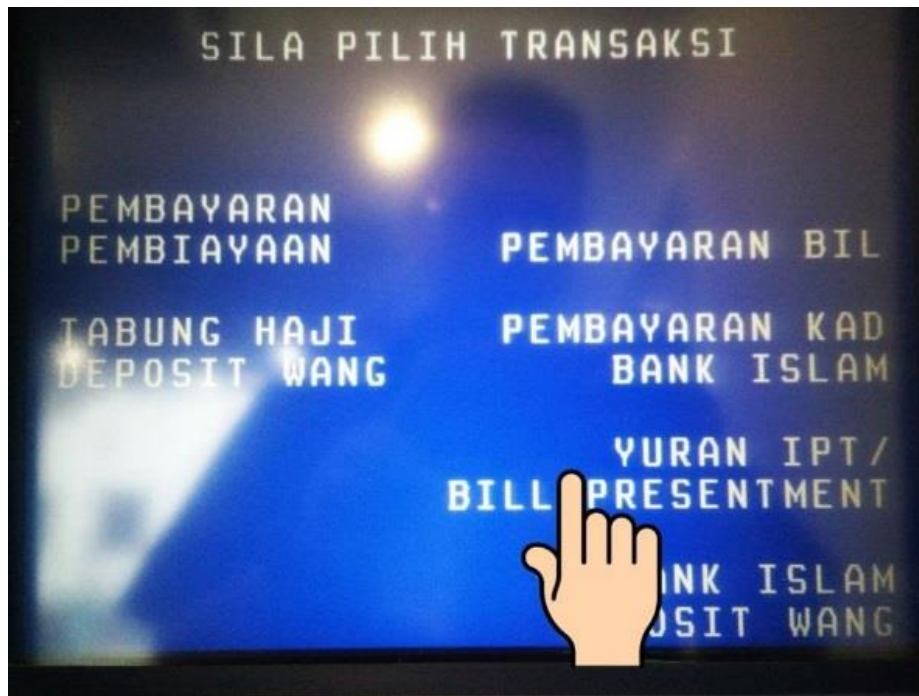 SILA PILIH TRANSAKSI
PEMBAYARAN
PEMBIAYAAN
TABUNG HAJI
DEPOSIT WANG
PEMBAYARAN BIL
PEMBAYARAN KAD
BANK ISLAM
YURAN IPT/
BILL PRESENTMENT
ISLAM
WANG